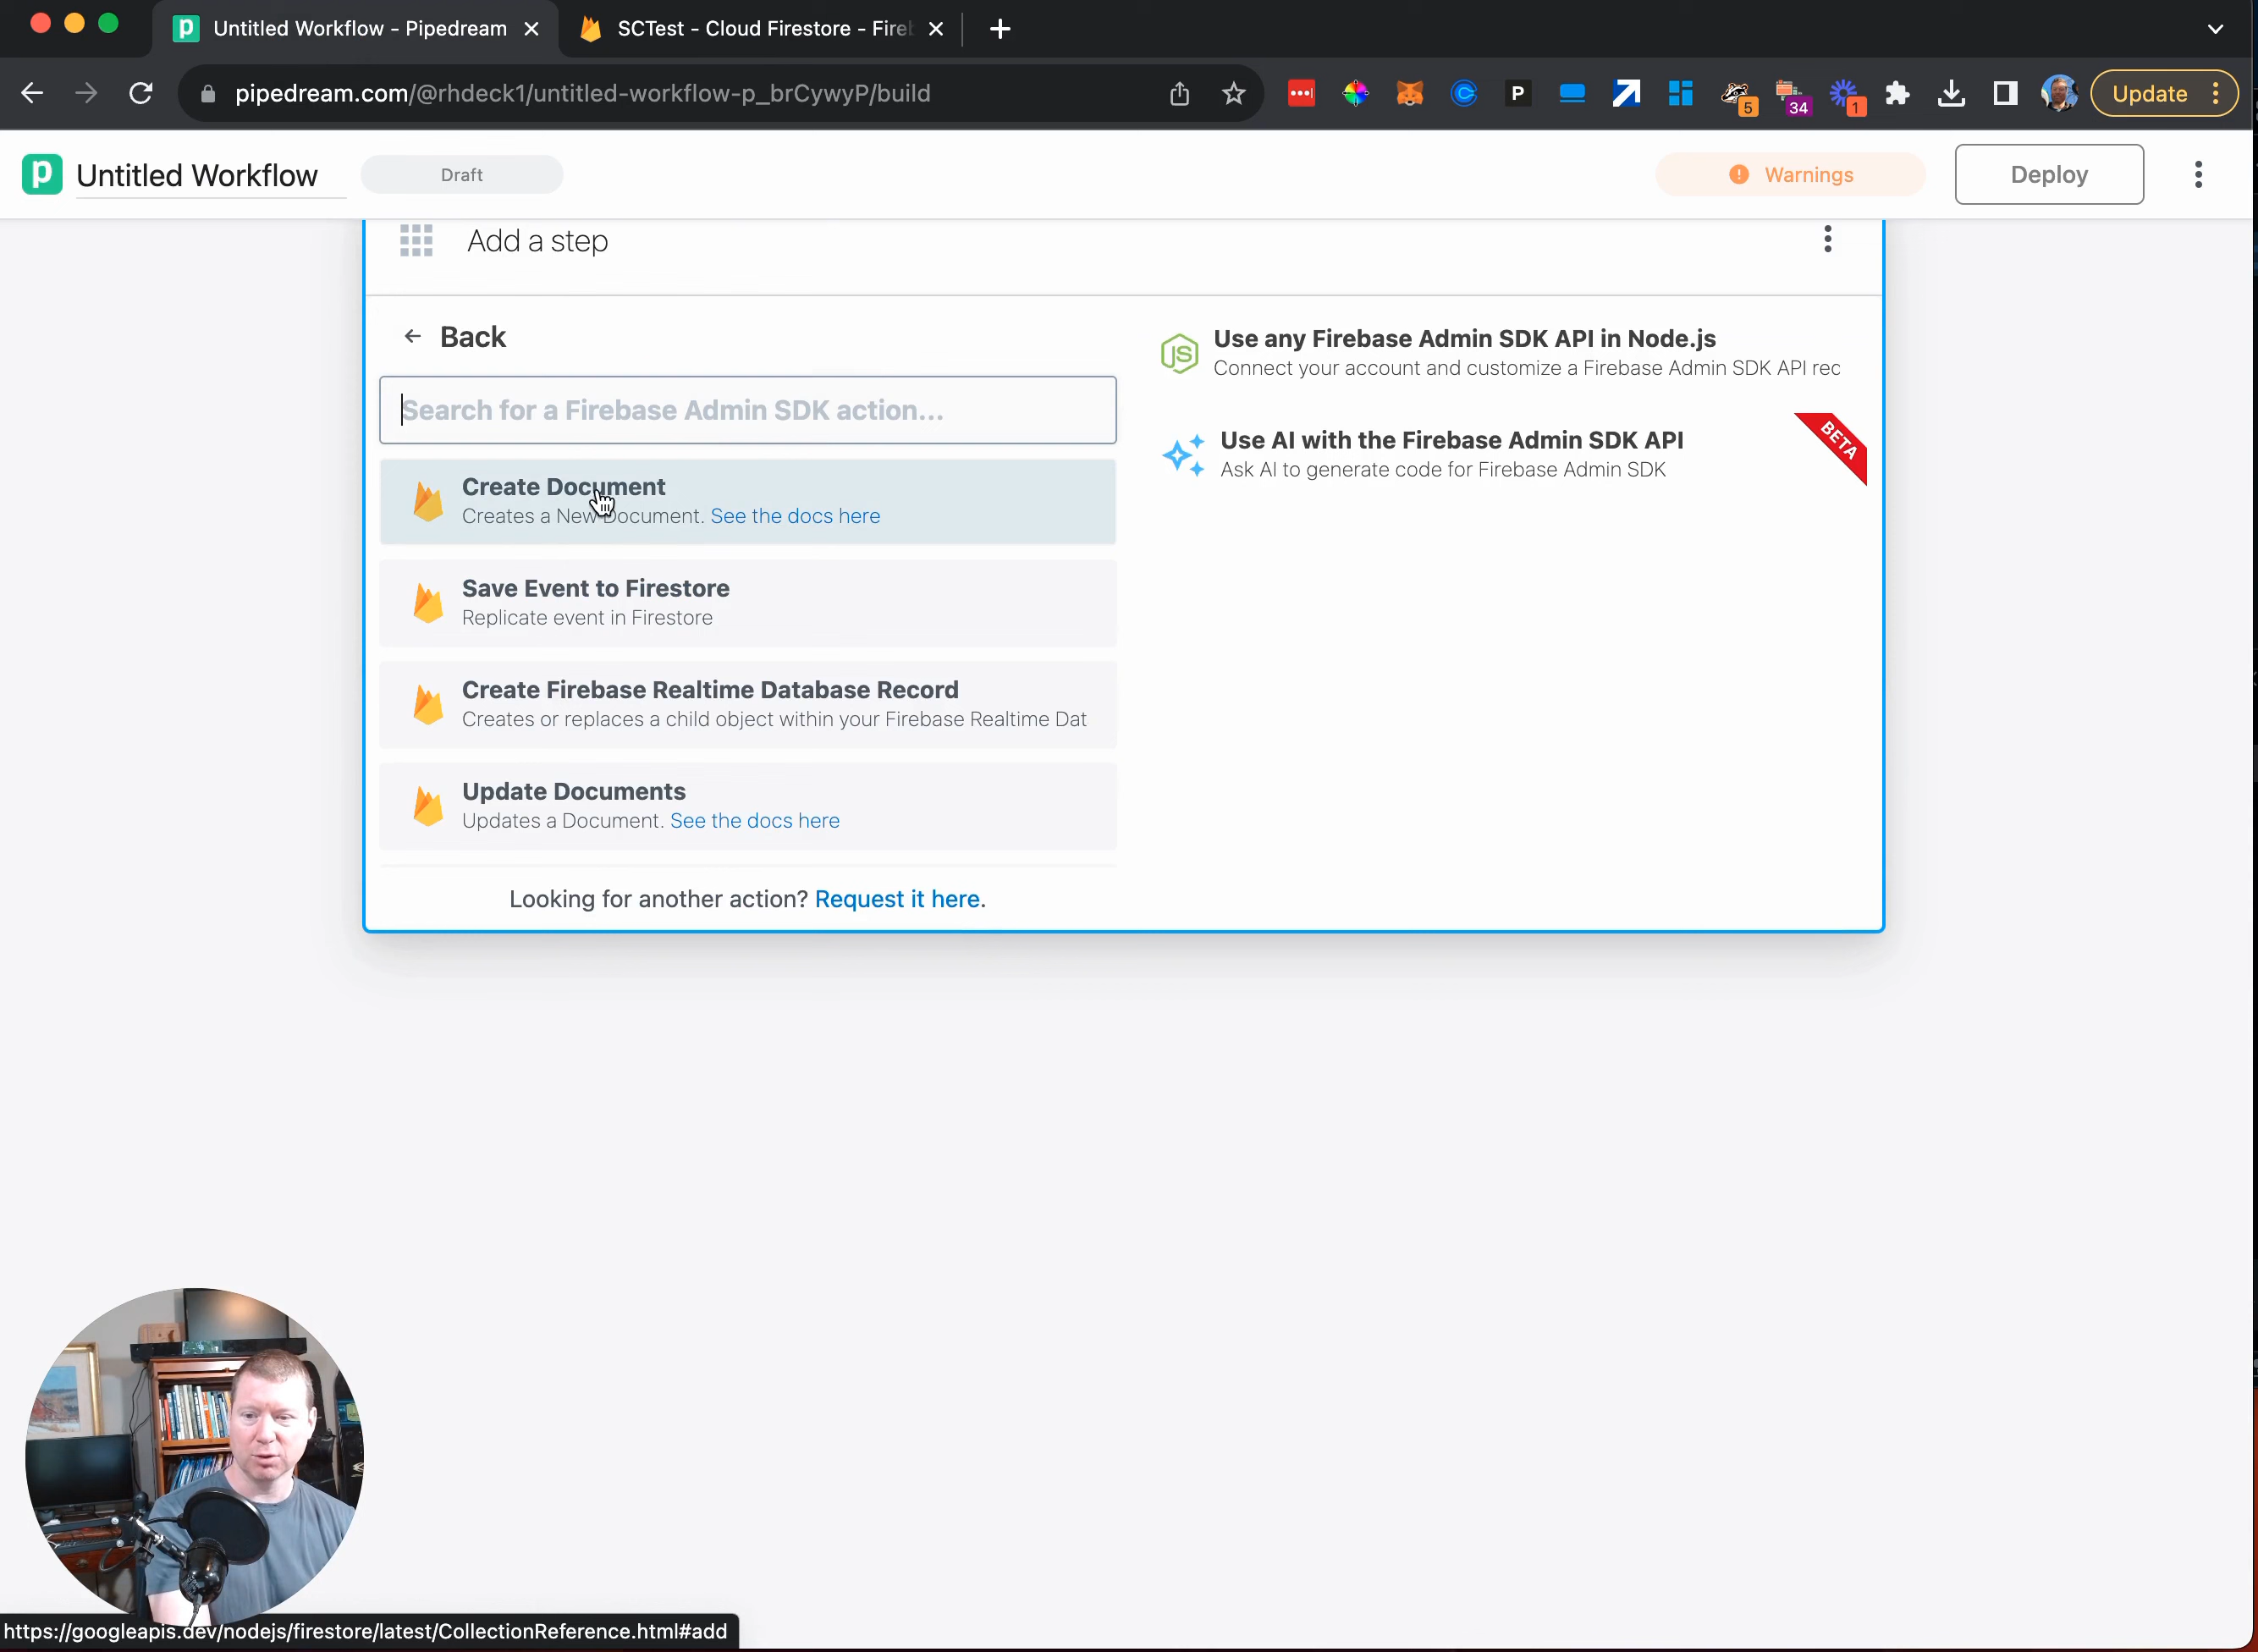 Untitled Workflow - Pipedream
SCTest - Cloud Firestore - Fireb
pipedream.com/@rhdeck1/untitled-workflow-p_brCywyP/build
P
5
34
1
Update
p
Untitled Workflow
Draft
Warnings
Deploy
Add a step
Back
Search for a Firebase Admin SDK action...
Create Document
Creates a New Document. See the docs here
Save Event to Firestore
Replicate event in Firestore
Create Firebase Realtime Database Record
Creates or replaces a child object within your Firebase Realtime Dat
Update Documents
Updates a Document. See the docs here
Looking for another action? Request it here.
JS
Use any Firebase Admin SDK API in Node.js
Connect your account and customize a Firebase Admin SDK API rec
Use AI with the Firebase Admin SDK API
Ask AI to generate code for Firebase Admin SDK
BETA
https://googleapis.dev/nodejs/firestore/latest/CollectionReference.html#add